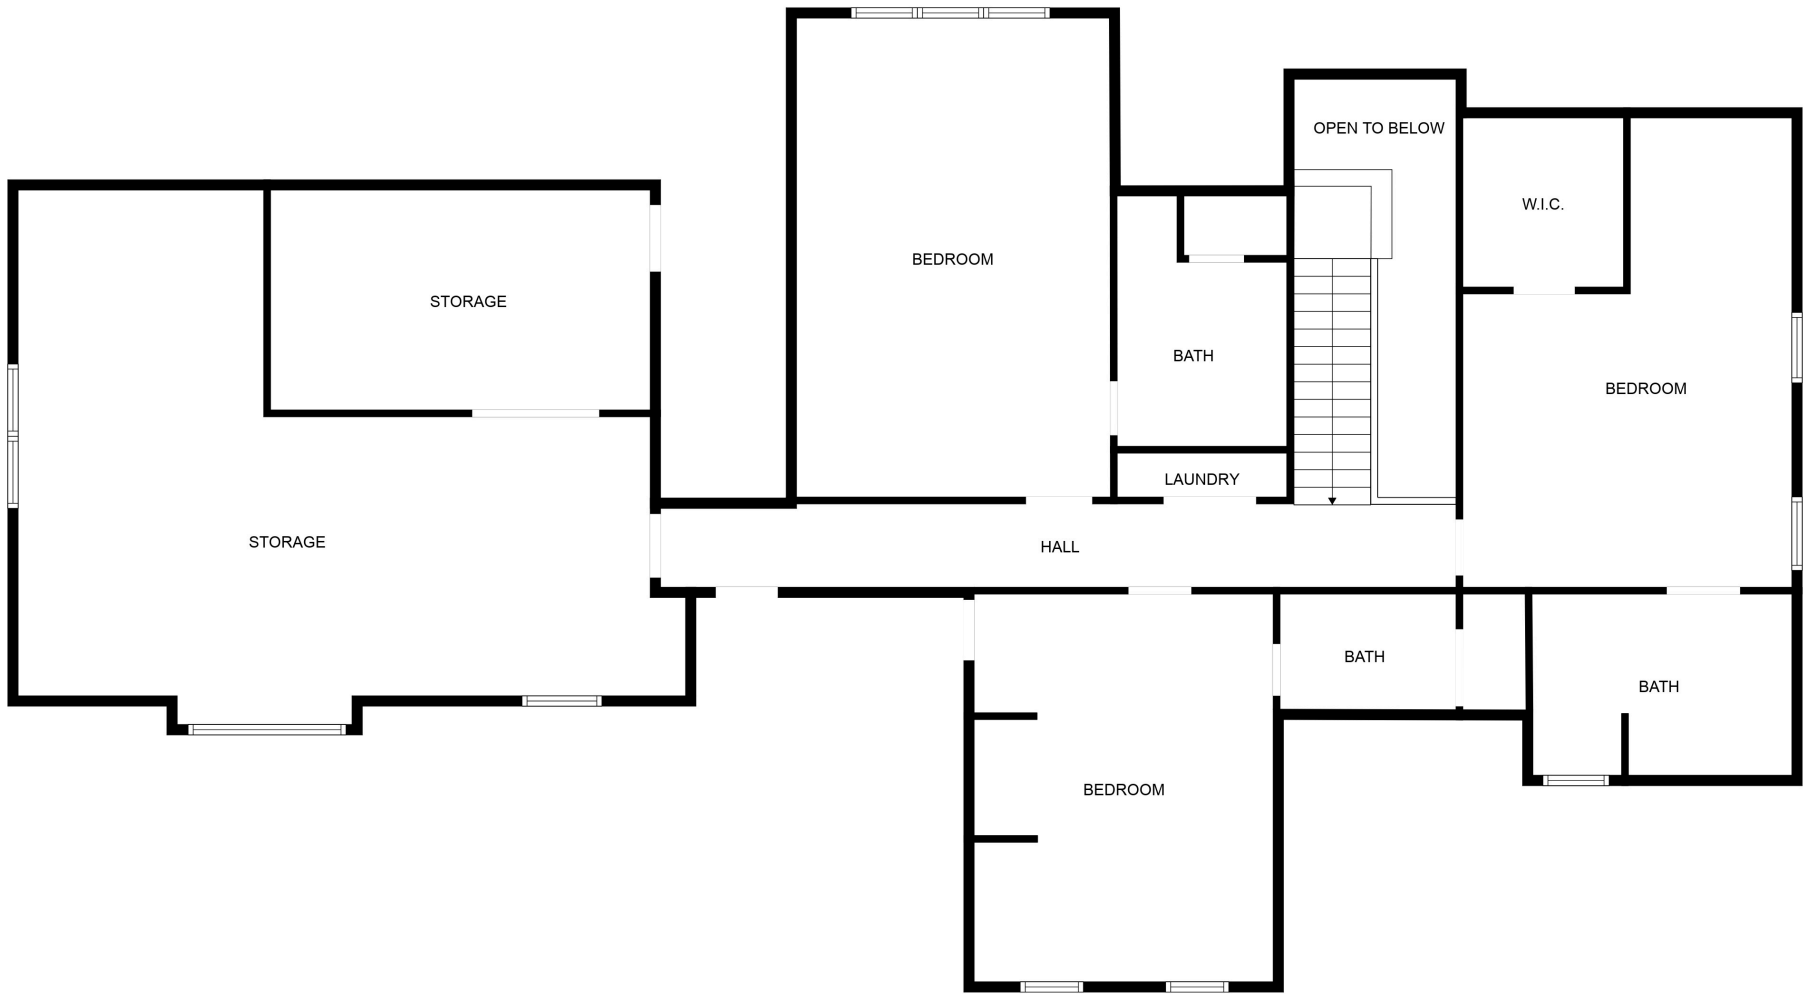 OPEN TO BELOW
W.I.C.
BEDROOM
STORAGE
BATH
BEDROOM
LAUNDRY
STORAGE
HALL
BATH
BATH
BEDROOM